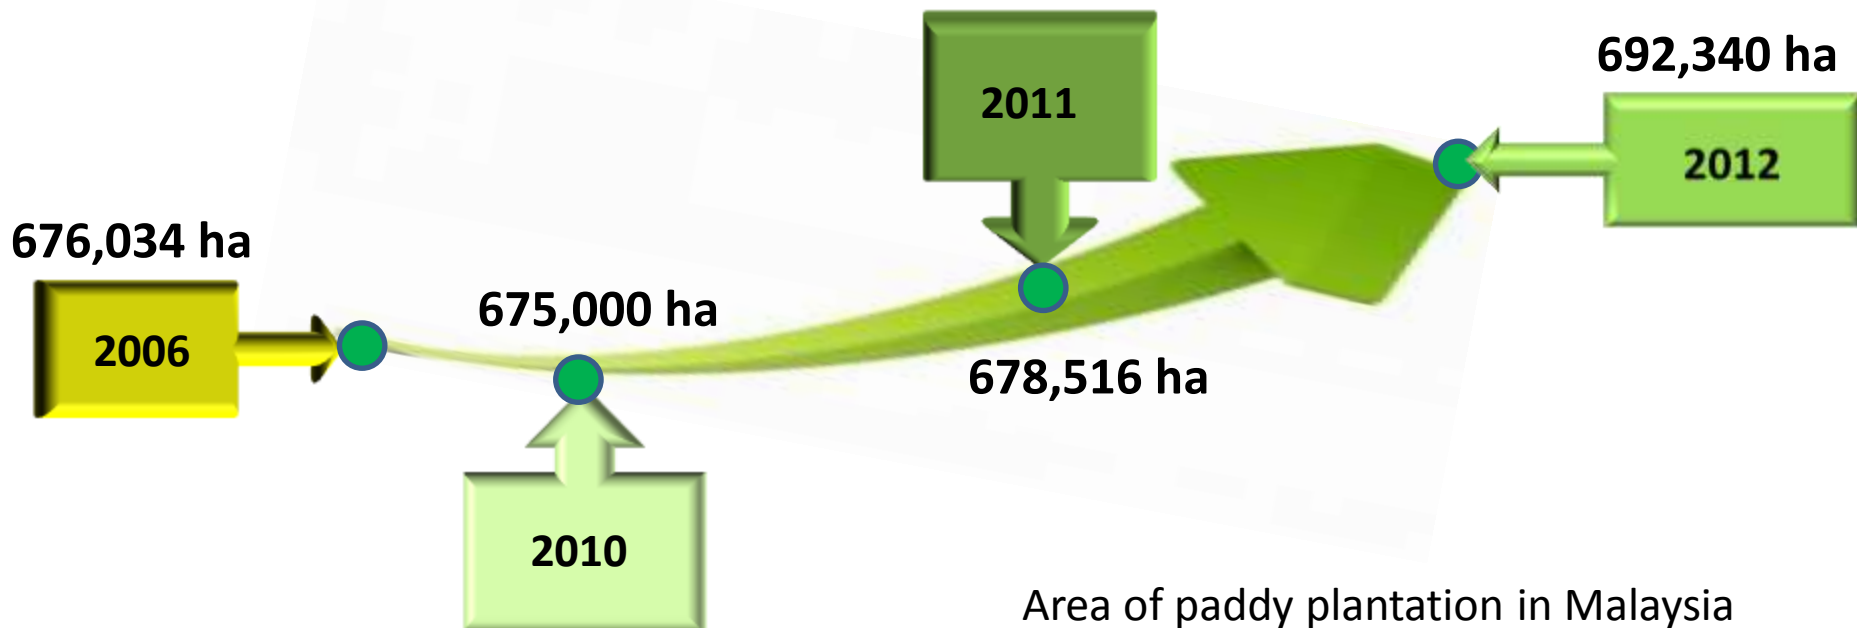 676,034 ha
2006
675,000 ha
2010
2011
678,516 ha
692,340 ha
2012
Area of paddy plantation in Malaysia